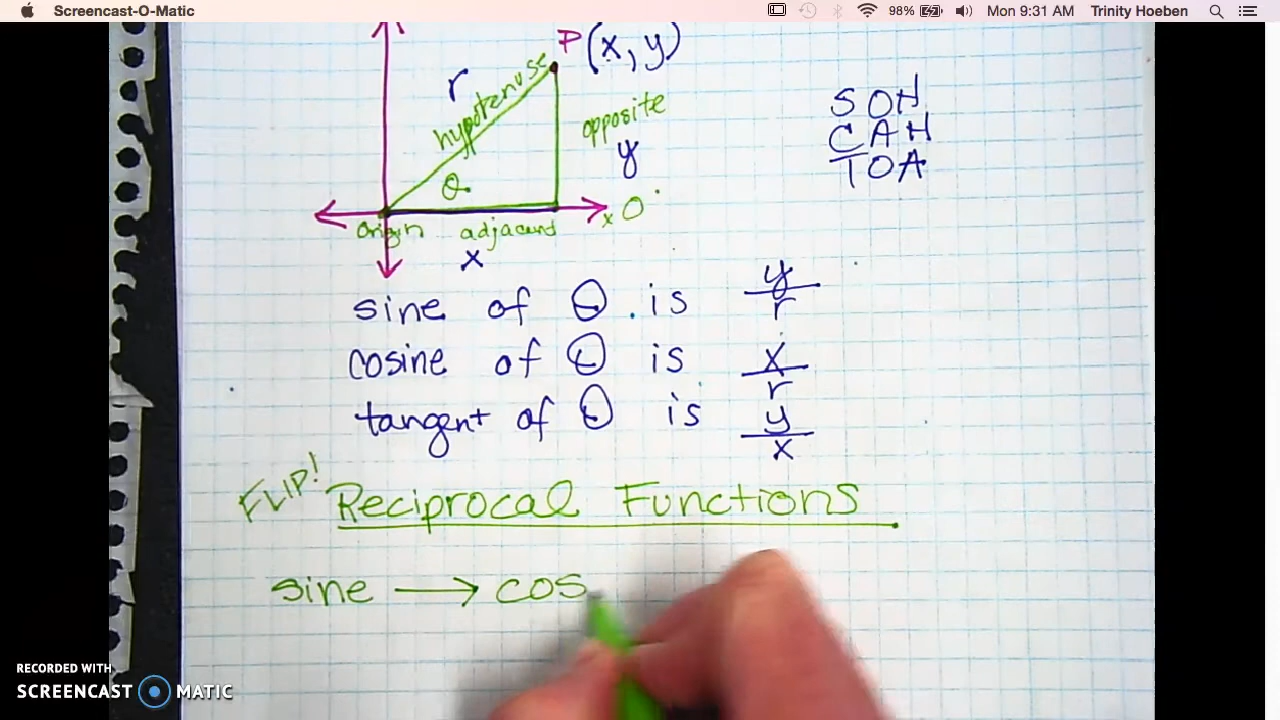 Screencast-O-Matic 98% Mon 9:31 AM Trinity Hoeben
P(x, y)
r
hypotenuse
opposite
y
θ
SOH
CAH
TOA
x 0°
origin adjacent
x
sine of θ is y/r
cosine of θ is x/r
tangent of θ is y/x
FLIP! Reciprocal Functions
sine → cos
RECORDED WITH
SCREENCAST-O-MATIC